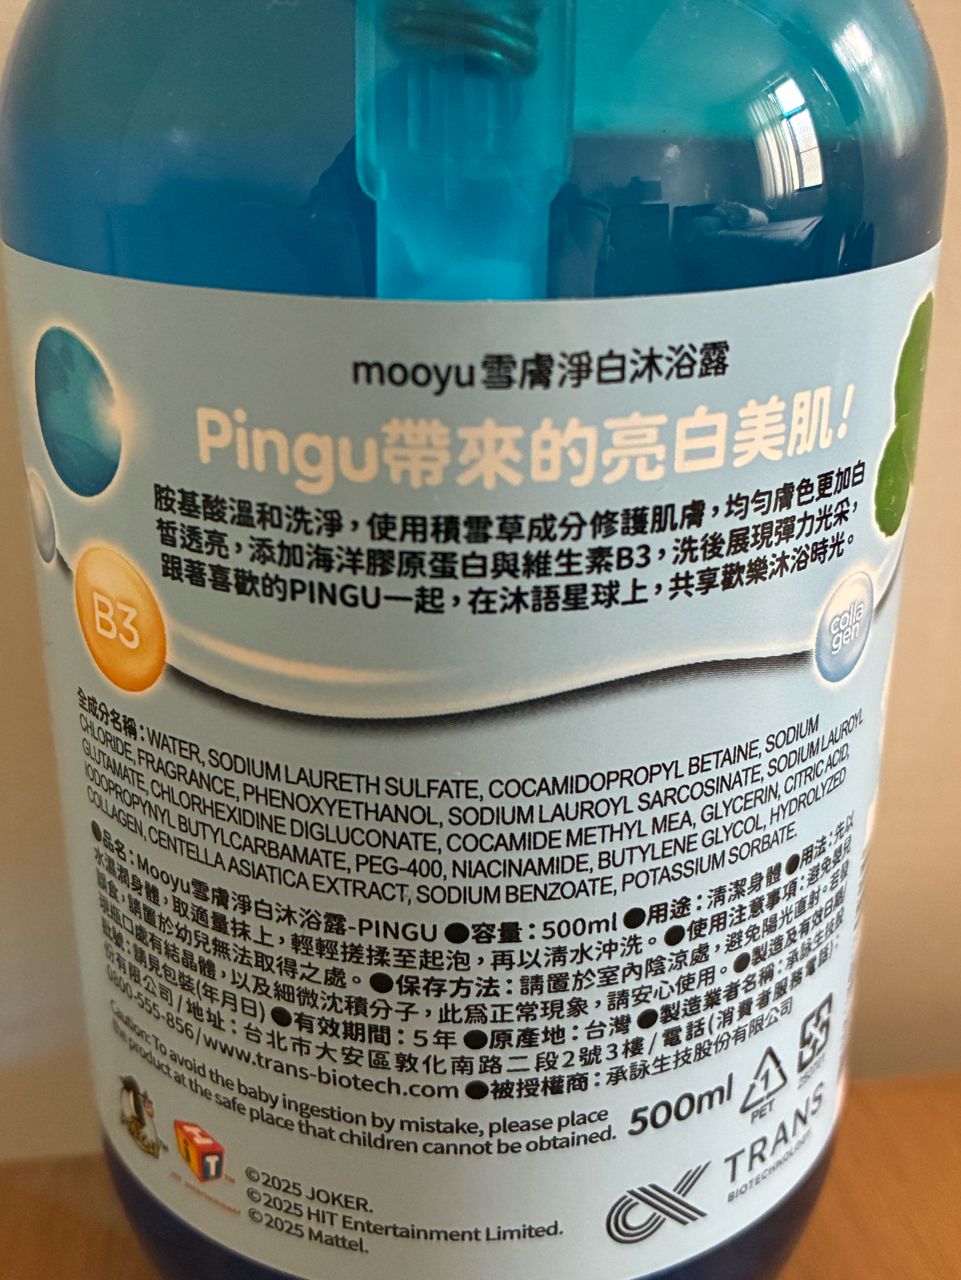 mooyu雪膚淨白沐浴露
Pingu帶來的亮白美肌!
胺基酸溫和洗淨,使用積雪草成分修護肌膚,均勻膚色更加白
皙透亮,添加海洋膠原蛋白與維生素B3,洗後展現彈力光采,
跟著喜歡的PINGU一起,在沐語星球上,共享歡樂沐浴時光。
B3
colla
gen
全成分名稱:WATER, SODIUM LAURETH SULFATE, COCAMIDOPROPYL BETAINE, SODIUM
CHLORIDE, FRAGRANCE, PHENOXYETHANOL, SODIUM LAUROYL SARCOSINATE, SODIUM LAUROYL
GLUTAMATE, CHLORHEXIDINE DIGLUCONATE, COCAMIDE METHYL MEA, GLYCERIN, CITRIC ACID,
IODOPROPYNYL BUTYLCARBAMATE, PEG-400, NIACINAMIDE, BUTYLENE GLYCOL, HYDROLYZED
COLLAGEN, CENTELLA ASIATICA EXTRACT, SODIUM BENZOATE, POTASSIUM SORBATE.
●品名:Mooyu雪膚淨白沐浴露-PINGU ●容量:500ml ●用途:清潔身體 ●用法:先以
水溫潤身體,取適量抹上,輕輕搓揉至起泡,再以清水沖洗。●使用注意事項:避免嬰兒
誤食,請置於幼兒無法取得之處。●保存方法:請置於室內陰涼處,避免陽光直射;若發
現瓶口處有結晶體,以及細微沈積分子,此為正常現象,請安心使用。●製造及有效日期/
批號:請見包裝(年月日) ●有效期間:5年 ●原產地:台灣 ●製造業者名稱:承詠生技股
份有限公司/地址:台北市大安區敦化南路二段2號3樓/電話(消費者服務電話):
0800-555-856/www.trans-biotech.com ●被授權商:承詠生技股份有限公司
Caution: To avoid the baby ingestion by mistake, please place
the product at the safe place that children cannot be obtained.
500ml
1
PET
TRANS
BIOTECHNOLOGY
HIT
©2025 JOKER.
©2025 HIT Entertainment Limited.
©2025 Mattel.